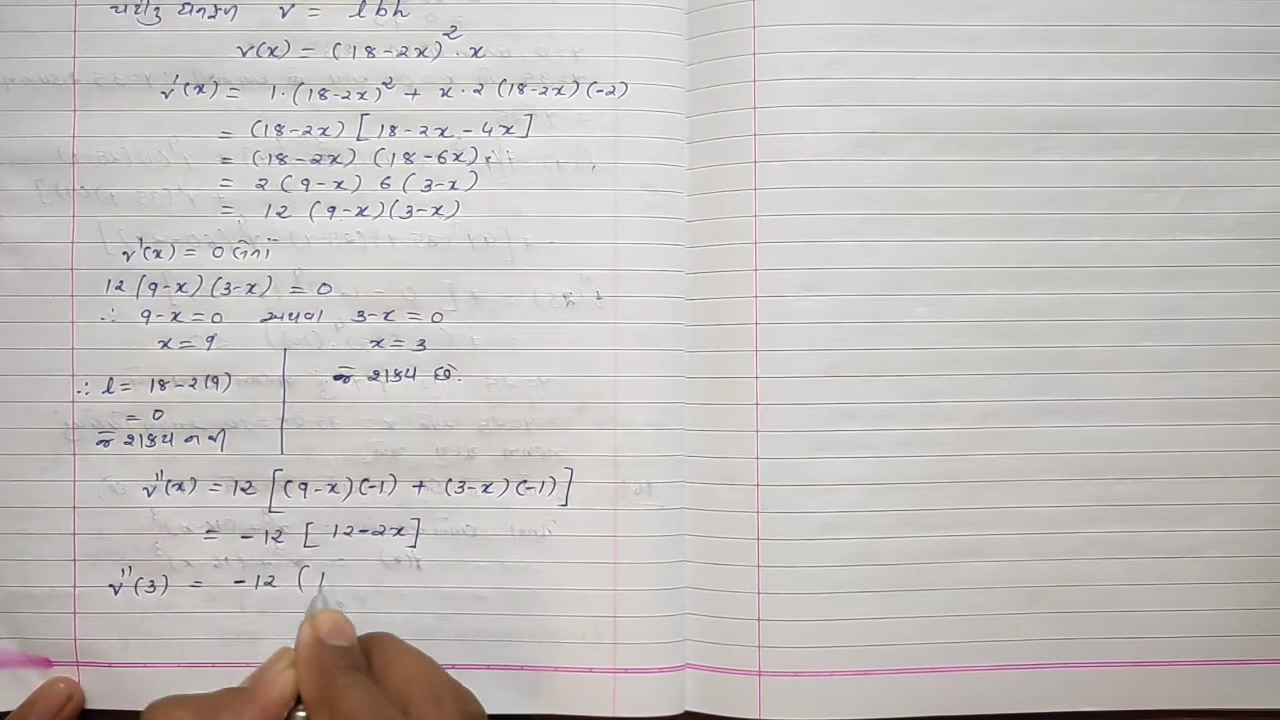 v = lbh
v(x) = (18-2x)² · x
v'(x) = 1·(18-2x)² + x·2(18-2x)(-2)
= (18-2x) [18-2x-4x]
= (18-2x) (18-6x)
= 2(9-x) 6(3-x)
= 12 (9-x)(3-x)
v'(x) = 0
12(9-x)(3-x) = 0
∴ 9-x=0 અથવા 3-x=0
x=9 x=3
∴ l = 18-2(9) જે શક્ય છે.
= 0
જે શક્ય નથી
v''(x) = 12 [(9-x)(-1) + (3-x)(-1)]
= -12 [12-2x]
v''(3) = -12 (1